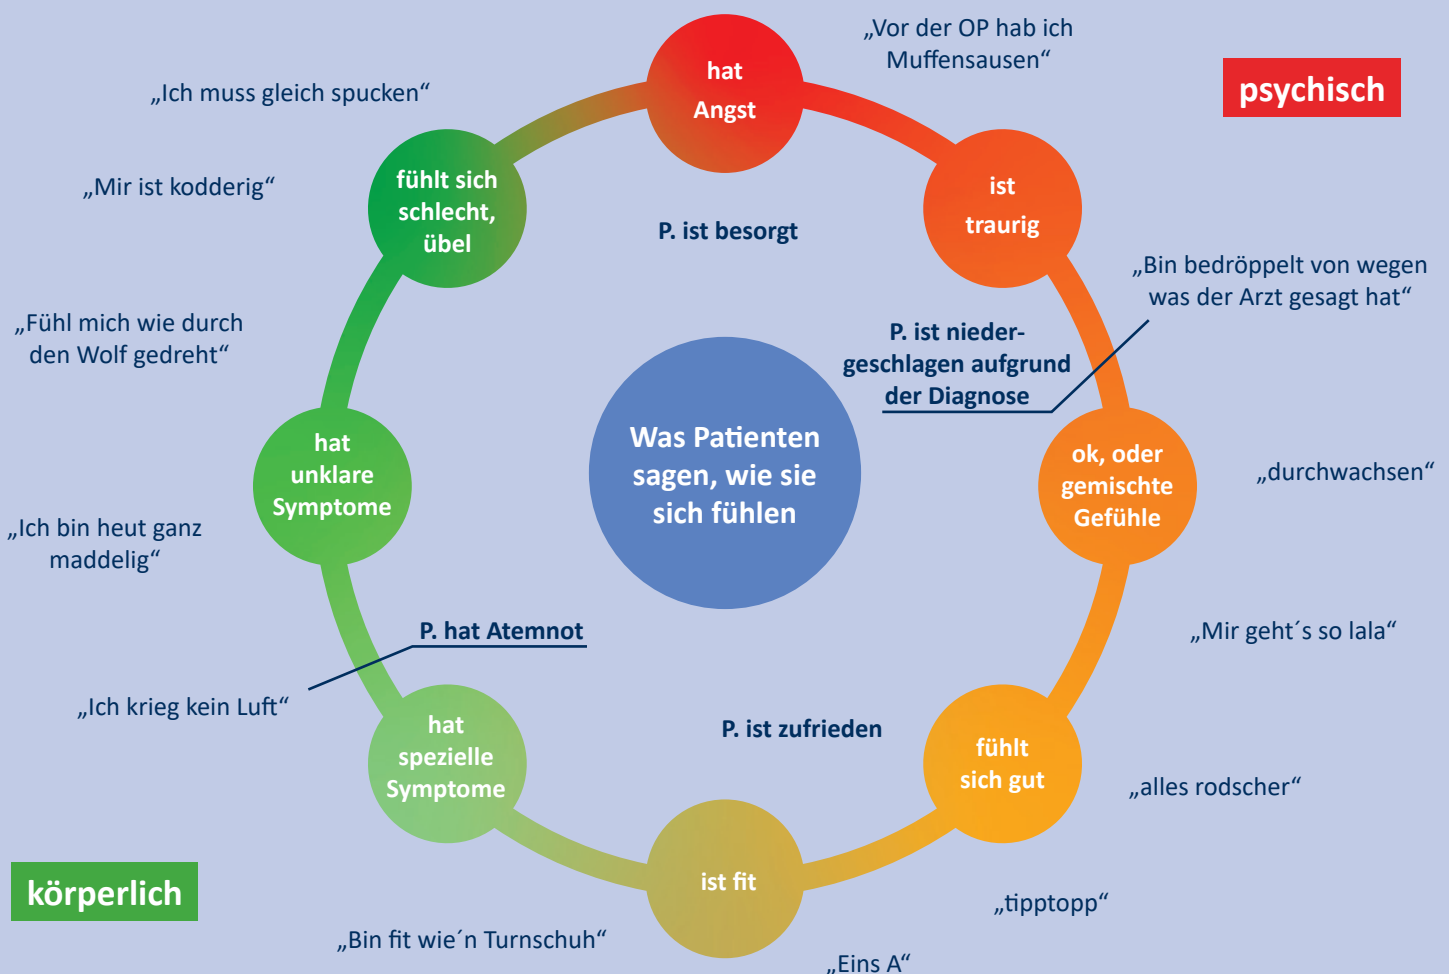 „Vor der OP hab ich
Muffensausen“
hat
Angst
psychisch
„Ich muss gleich spucken“
„Mir ist kodderig“
fühlt sich
schlecht,
übel
ist
traurig
P. ist besorgt
„Bin bedröppelt von wegen
was der Arzt gesagt hat“
„Fühl mich wie durch
den Wolf gedreht“
P. ist nieder-
geschlagen aufgrund
der Diagnose
Was Patienten
sagen, wie sie
sich fühlen
hat
unklare
Symptome
ok, oder
gemischte
Gefühle
„durchwachsen“
„Ich bin heut ganz
maddelig“
P. hat Atemnot
„Mir geht´s so lala“
„Ich krieg kein Luft“
hat
spezielle
Symptome
P. ist zufrieden
fühlt
sich gut
„alles rodscher“
körperlich
ist fit
„tipptopp“
„Bin fit wie´n Turnschuh“
„Eins A“